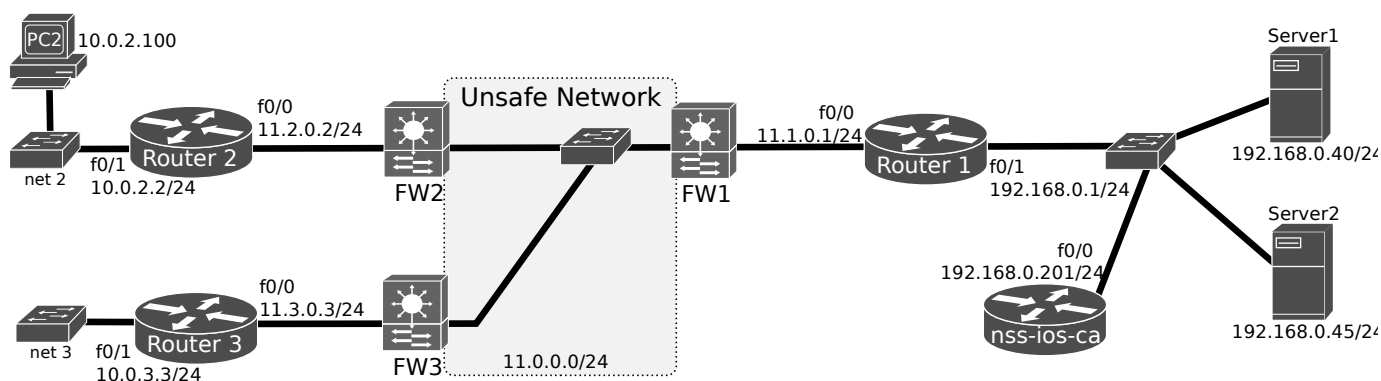 PC2
10.0.2.100
net 2
f0/1
10.0.2.2/24
Router 2
f0/0
11.2.0.2/24
FW2
Unsafe Network
FW1
f0/0
11.1.0.1/24
Router 1
f0/1
192.168.0.1/24
Server1
192.168.0.40/24
Server2
192.168.0.45/24
f0/0
192.168.0.201/24
nss-ios-ca
net 3
f0/1
10.0.3.3/24
Router 3
f0/0
11.3.0.3/24
FW3
11.0.0.0/24